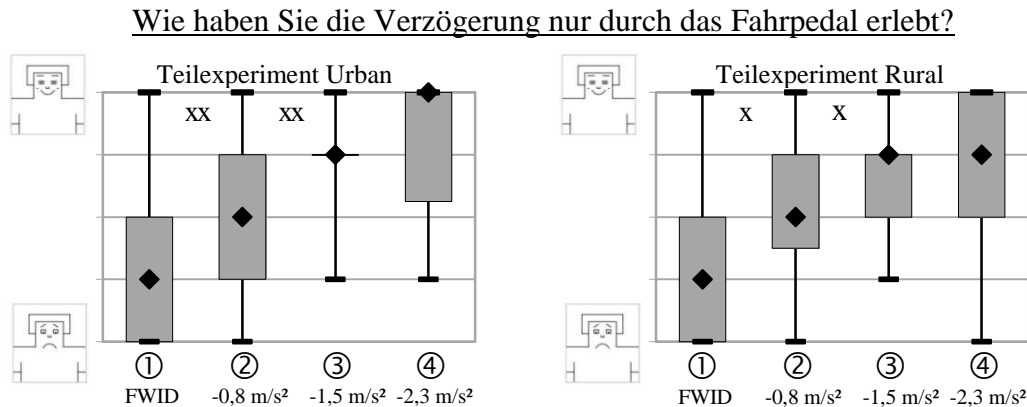 Wie haben Sie die Verzögerung nur durch das Fahrpedal erlebt?
Teilexperiment Urban
xx xx
① ② ③ ④
FWID -0,8 m/s² -1,5 m/s² -2,3 m/s²
Teilexperiment Rural
x x
① ② ③ ④
FWID -0,8 m/s² -1,5 m/s² -2,3 m/s²